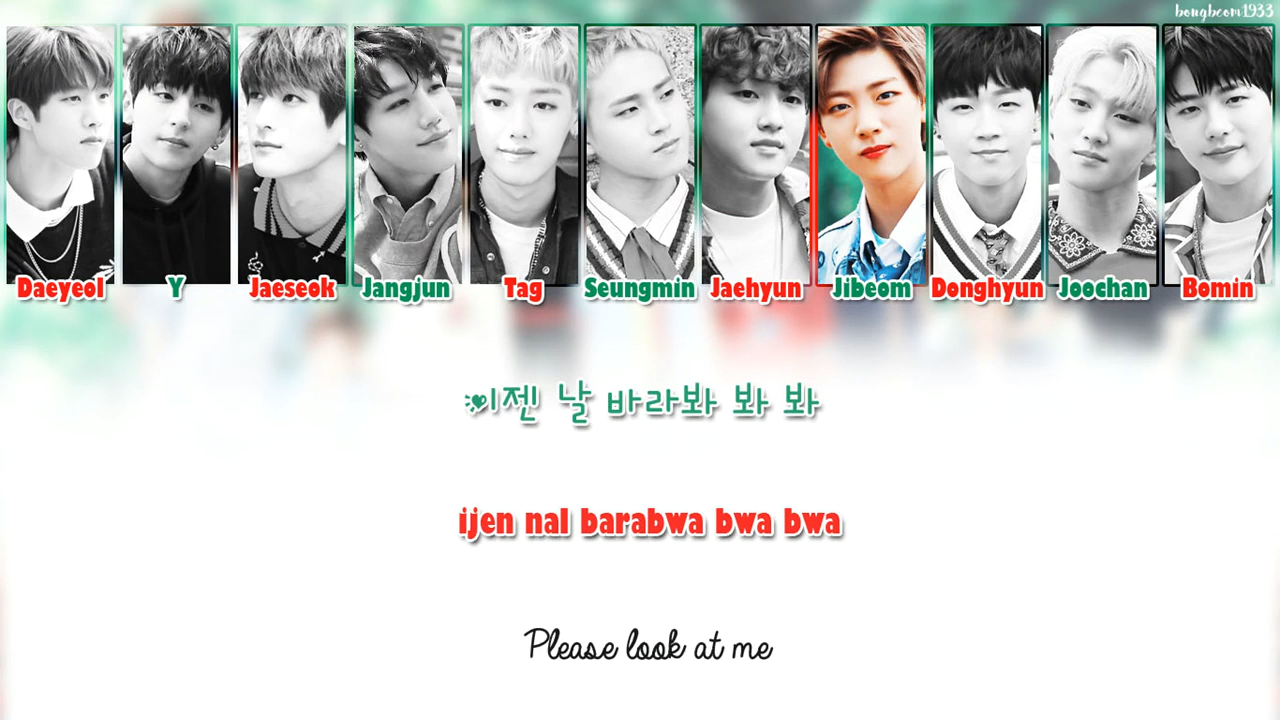 bongbeom1933
Daeyeol Y Jaeseok Jangjun Tag Seungmin Jaehyun Jibeom Donghyun Joochan Bomin
이젠 날 바라봐 봐 봐
ijen nal barabwa bwa bwa
Please look at me